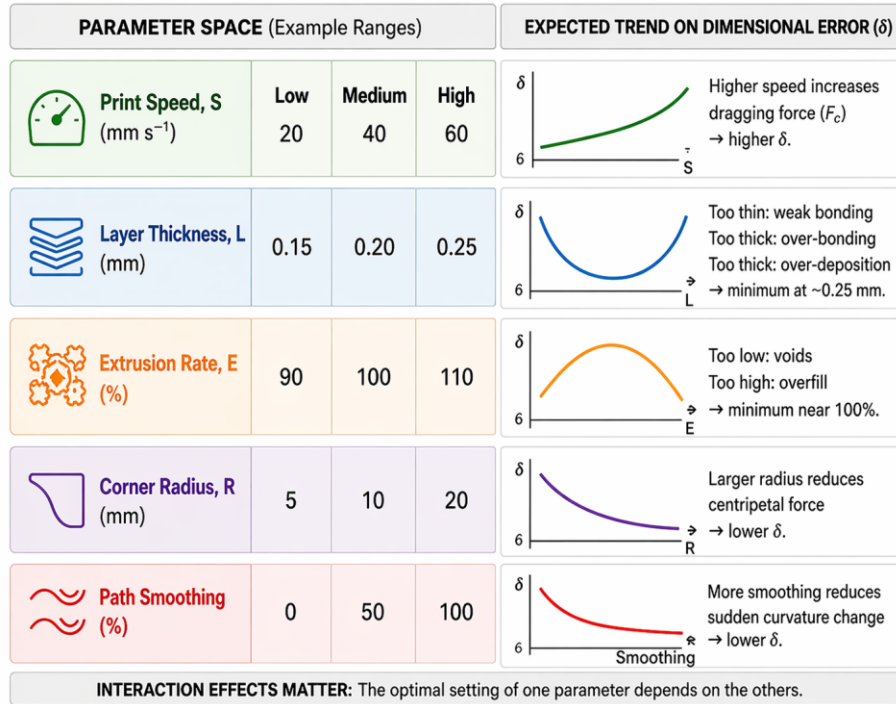 PARAMETER SPACE (Example Ranges)
EXPECTED TREND ON DIMENSIONAL ERROR (δ)
Print Speed, S
(mm s⁻¹)
Low Medium High
20 40 60
δ
6
S
Higher speed increases
dragging force (F_c)
→ higher δ.
Layer Thickness, L
(mm)
0.15 0.20 0.25
δ
6
L
Too thin: weak bonding
Too thick: over-bonding
Too thick: over-deposition
→ minimum at ~0.25 mm.
Extrusion Rate, E
(%)
90 100 110
δ
6
E
Too low: voids
Too high: overfill
→ minimum near 100%.
Corner Radius, R
(mm)
5 10 20
δ
6
R
Larger radius reduces
centripetal force
→ lower δ.
Path Smoothing
(%)
0 50 100
δ
6
Smoothing
More smoothing reduces
sudden curvature change
→ lower δ.
INTERACTION EFFECTS MATTER: The optimal setting of one parameter depends on the others.